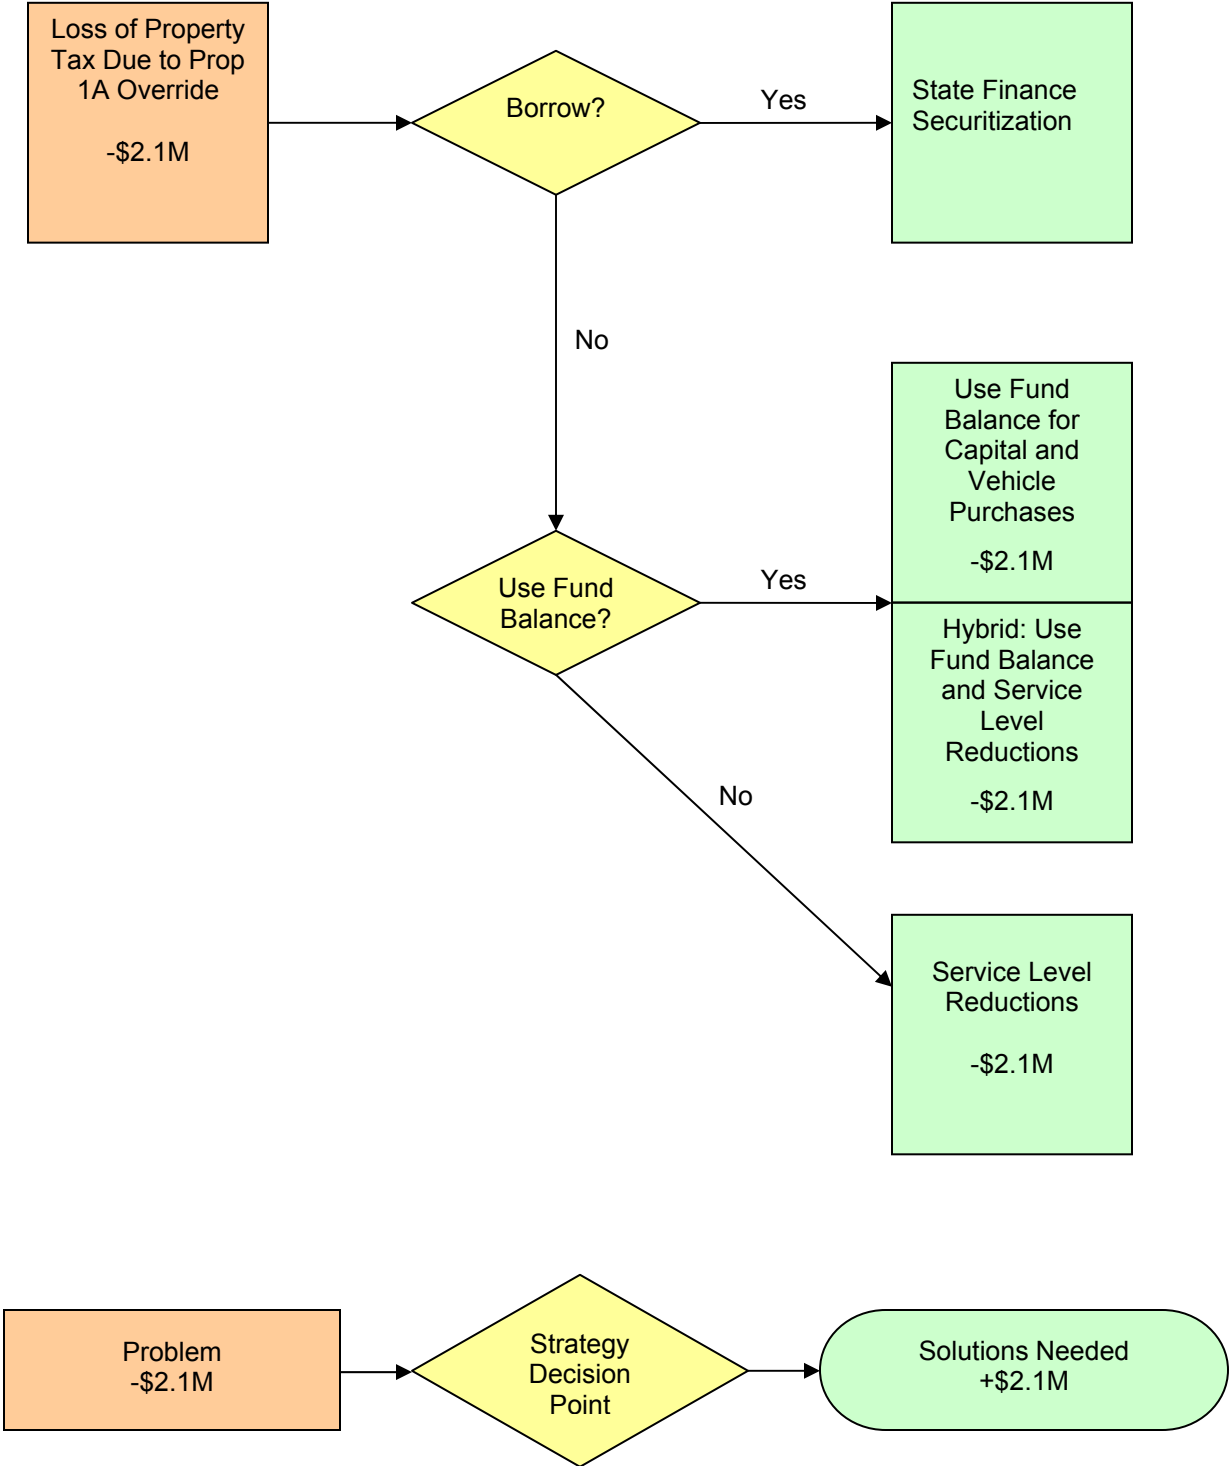 Loss of Property
Tax Due to Prop
1A Override
-$2.1M
Borrow?
Yes
State Finance
Securitization
No
Use Fund
Balance for
Capital and
Vehicle
Purchases
-$2.1M
Use Fund
Balance?
Yes
Hybrid: Use
Fund Balance
and Service
Level
Reductions
-$2.1M
No
Service Level
Reductions
-$2.1M
Problem
-$2.1M
Strategy
Decision
Point
Solutions Needed
+$2.1M